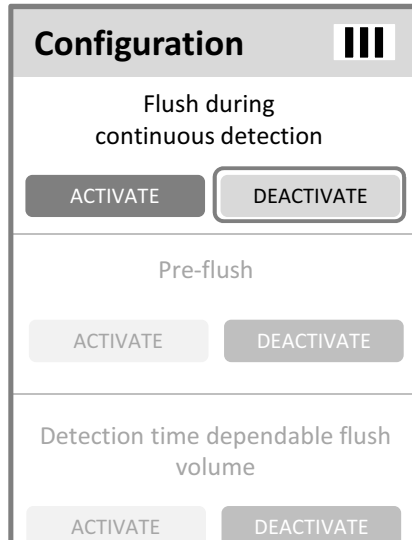 Configuration
Flush during
continuous detection
ACTIVATE DEACTIVATE
Pre-flush
ACTIVATE DEACTIVATE
Detection time dependable flush
volume
ACTIVATE DEACTIVATE